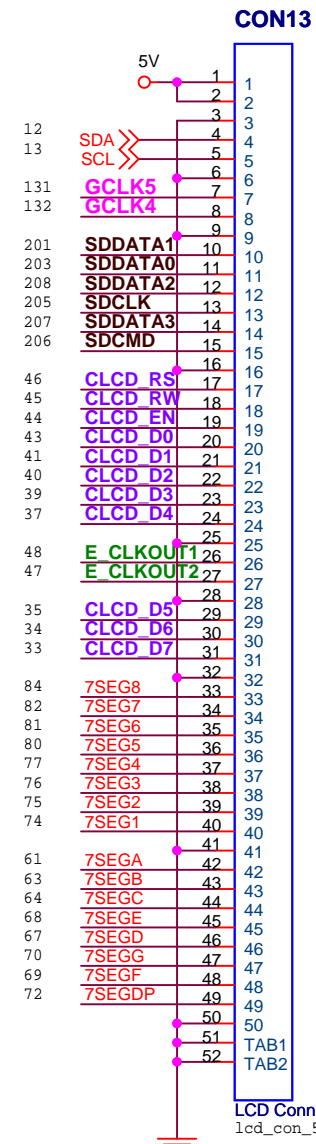 CON13
5V
1 1
2 2
3 3
12 SDA 4 4
13 SCL 5 5
6 6
131 GCLK5 7 7
132 GCLK4 8 8
9 9
201 SDDATA1 10 10
203 SDDATA0 11 11
208 SDDATA2 12 12
205 SDCLK 13 13
207 SDDATA3 14 14
206 SDCMD 15 15
16 16
46 CLCD_RS 17 17
45 CLCD_RW 18 18
44 CLCD_EN 19 19
43 CLCD_D0 20 20
41 CLCD_D1 21 21
40 CLCD_D2 22 22
39 CLCD_D3 23 23
37 CLCD_D4 24 24
25 25
48 E_CLKOUT1 26 26
47 E_CLKOUT2 27 27
28 28
35 CLCD_D5 29 29
34 CLCD_D6 30 30
33 CLCD_D7 31 31
32 32
84 7SEG8 33 33
82 7SEG7 34 34
81 7SEG6 35 35
80 7SEG5 36 36
77 7SEG4 37 37
76 7SEG3 38 38
75 7SEG2 39 39
74 7SEG1 40 40
41 41
61 7SEGA 42 42
63 7SEGB 43 43
64 7SEGC 44 44
68 7SEGE 45 45
67 7SEGD 46 46
70 7SEGG 47 47
69 7SEGF 48 48
72 7SEGDP 49 49
50 50
51 TAB1
52 TAB2
LCD Conn
lcd_con_5